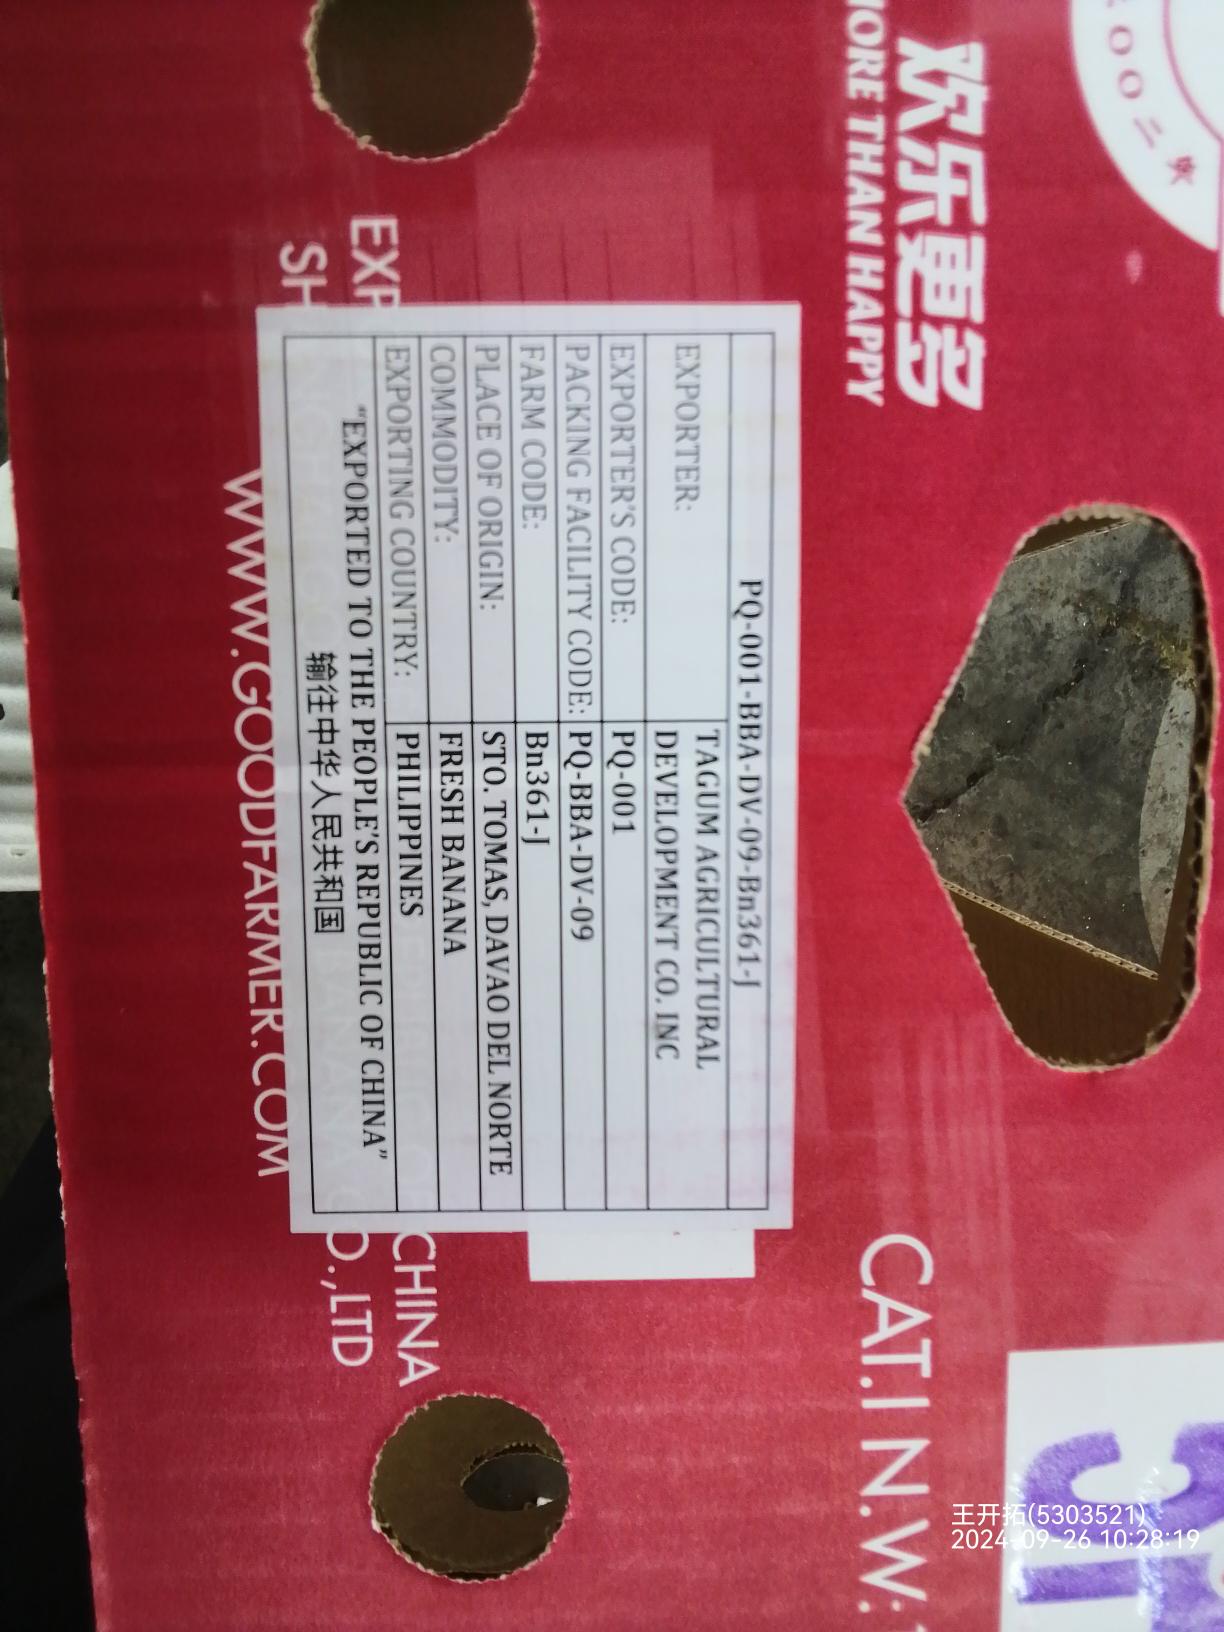 欢乐更多
MORE THAN HAPPY
PQ-001-BBA-DV-09-Bn361-J
EXPORTER: TAGUM AGRICULTURAL
DEVELOPMENT CO. INC
EXPORTER'S CODE: PQ-001
PACKING FACILITY CODE: PQ-BBA-DV-09
FARM CODE: Bn361-J
PLACE OF ORIGIN: STO. TOMAS, DAVAO DEL NORTE
COMMODITY: FRESH BANANA
EXPORTING COUNTRY: PHILIPPINES
“EXPORTED TO THE PEOPLE'S REPUBLIC OF CHINA”
输往中华人民共和国
CHINA
CO.,LTD
WWW.GOODFARMER.COM
CAT.I N.W:
王开拓(5303521)
2024-09-26 10:28:19